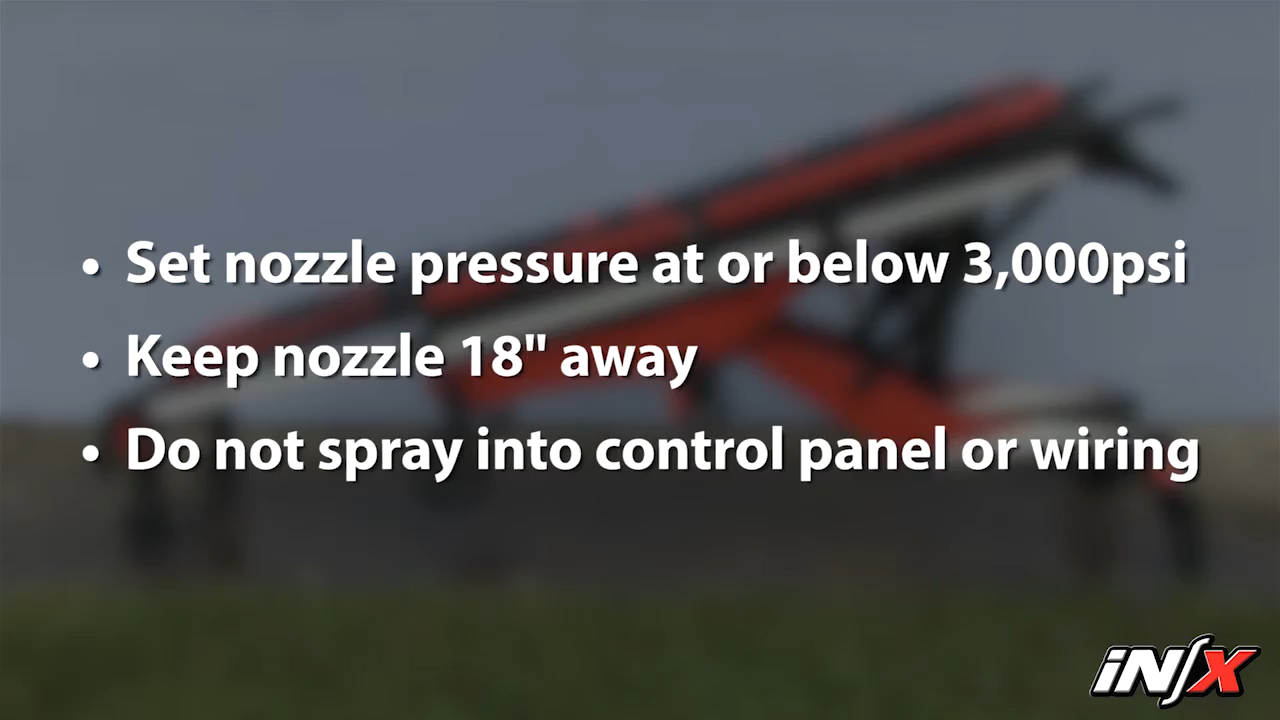 • Set nozzle pressure at or below 3,000psi
• Keep nozzle 18" away
• Do not spray into control panel or wiring
iNSX